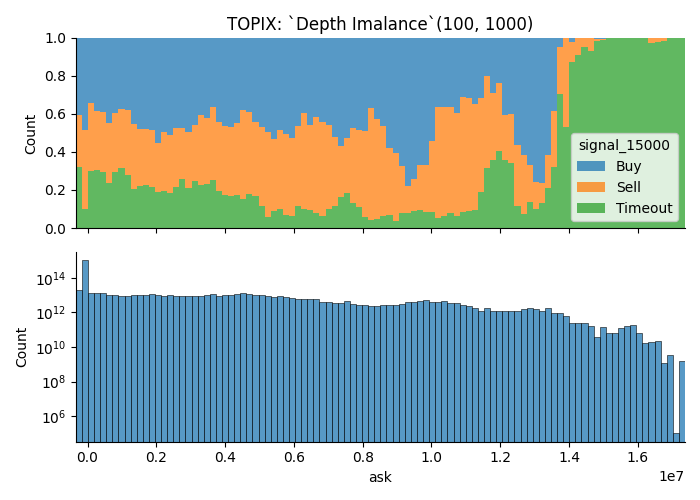 TOPIX: `Depth Imalance`(100, 1000)
1.0
0.8
0.6
0.4
0.2
0.0
Count
signal_15000
Buy
Sell
Timeout
10^14
10^12
10^10
10^8
10^6
Count
0.0 0.2 0.4 0.6 0.8 1.0 1.2 1.4 1.6
1e7
ask